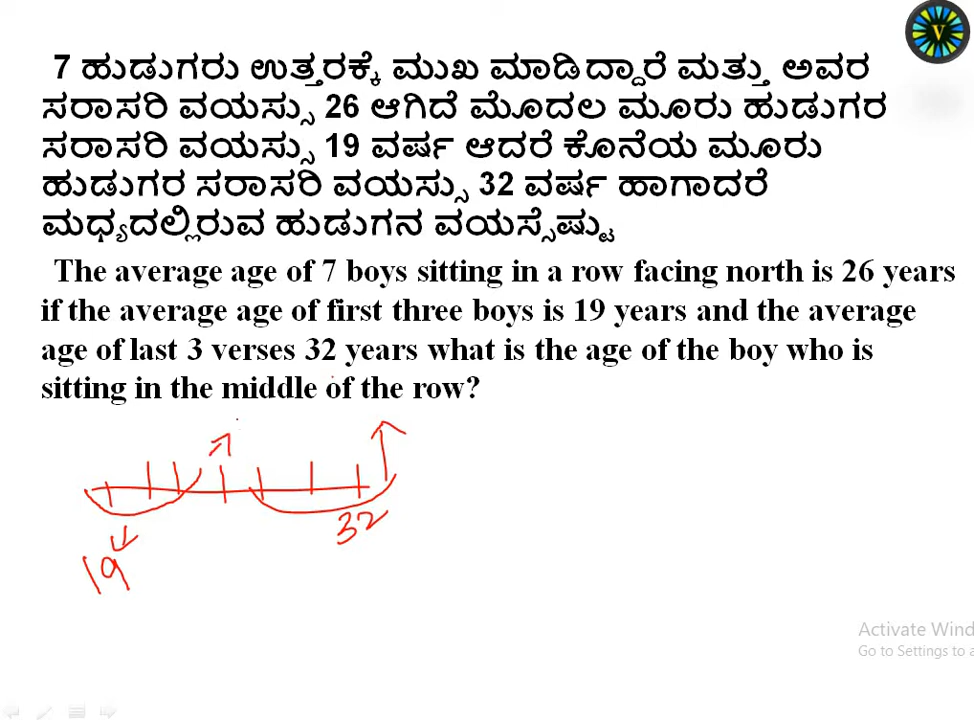 7 ಹುಡುಗರು ಉತ್ತರಕ್ಕೆ ಮುಖ ಮಾಡಿದ್ದಾರೆ ಮತ್ತು ಅವರ
ಸರಾಸರಿ ವಯಸ್ಸು 26 ಆಗಿದೆ ಮೊದಲ ಮೂರು ಹುಡುಗರ
ಸರಾಸರಿ ವಯಸ್ಸು 19 ವರ್ಷ ಆದರೆ ಕೊನೆಯ ಮೂರು
ಹುಡುಗರ ಸರಾಸರಿ ವಯಸ್ಸು 32 ವರ್ಷ ಹಾಗಾದರೆ
ಮಧ್ಯದಲ್ಲಿರುವ ಹುಡುಗನ ವಯಸ್ಸೆಷ್ಟು
The average age of 7 boys sitting in a row facing north is 26 years
if the average age of first three boys is 19 years and the average
age of last 3 verses 32 years what is the age of the boy who is
sitting in the middle of the row?
32
19
V
Activate Wind
Go to Settings to a